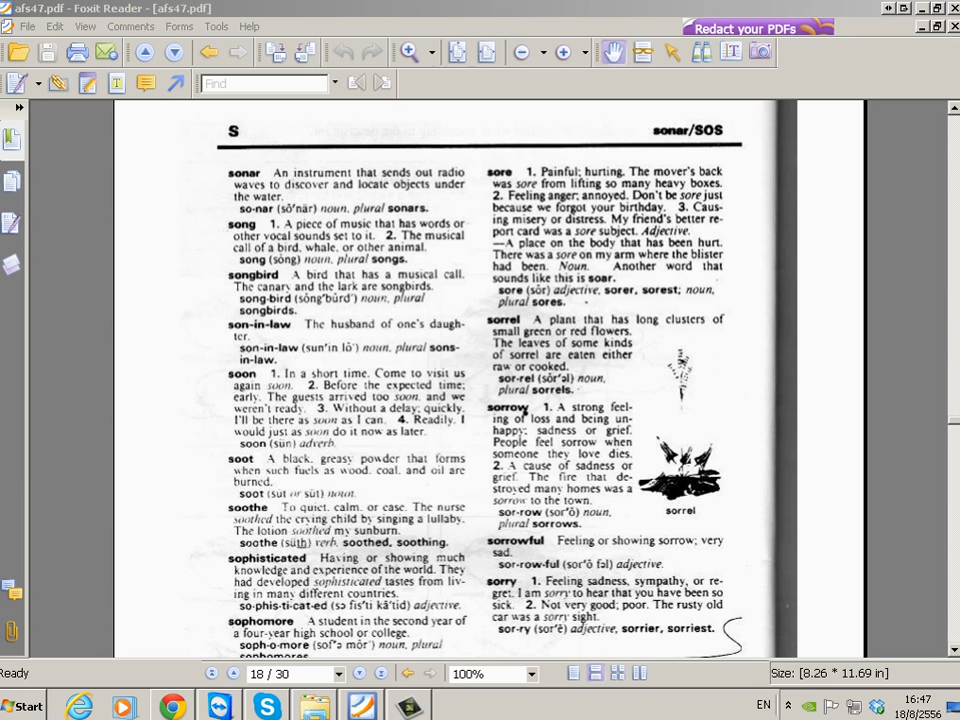 afs47.pdf - Foxit Reader - [afs47.pdf]
File Edit View Comments Forms Tools Help
Redact your PDFs
Find
S
sonar/SOS
sonar An instrument that sends out radio
waves to discover and locate objects under
the water.
so·nar (sō′när) noun, plural sonars.
song 1. A piece of music that has words or
other vocal sounds set to it. 2. The musical
call of a bird, whale, or other animal.
song (sông) noun, plural songs.
songbird A bird that has a musical call.
The canary and the lark are songbirds.
song·bird (sông′bûrd′) noun, plural
songbirds.
son-in-law The husband of one's daugh-
ter.
son-in-law (sun′in lô′) noun, plural sons-
in-law.
soon 1. In a short time. Come to visit us
again soon. 2. Before the expected time;
early. The guests arrived too soon, and we
weren't ready. 3. Without a delay; quickly.
I'll be there as soon as I can. 4. Readily. I
would just as soon do it now as later.
soon (sün) adverb.
soot A black, greasy powder that forms
when such fuels as wood, coal, and oil are
burned.
soot (su̇t or süt) noun.
soothe To quiet, calm, or ease. The nurse
soothed the crying child by singing a lullaby.
The lotion soothed my sunburn.
soothe (süth) verb, soothed, soothing.
sophisticated Having or showing much
knowledge and experience of the world. They
had developed sophisticated tastes from liv-
ing in many different countries.
so·phis·ti·cat·ed (sə fis′ti kā′tid) adjective.
sophomore A student in the second year of
a four-year high school or college.
soph·o·more (sof′ə môr′) noun, plural
sophomores.
sore 1. Painful; hurting. The mover's back
was sore from lifting so many heavy boxes.
2. Feeling anger; annoyed. Don't be sore just
because we forgot your birthday. 3. Caus-
ing misery or distress. My friend's better re-
port card was a sore subject. Adjective.
—A place on the body that has been hurt.
There was a sore on my arm where the blister
had been. Noun. Another word that
sounds like this is soar.
sore (sôr) adjective, sorer, sorest; noun,
plural sores.
sorrel A plant that has long clusters of
small green or red flowers.
The leaves of some kinds
of sorrel are eaten either
raw or cooked.
sor·rel (sôr′əl) noun,
plural sorrels.
sorrow 1. A strong feel-
ing of loss and being un-
happy; sadness or grief.
People feel sorrow when
someone they love dies.
2. A cause of sadness or
grief. The fire that de-
stroyed many homes was a
sorrow to the town.
sor·row (sor′ō) noun,
plural sorrows.
sorrel
sorrowful Feeling or showing sorrow; very
sad.
sor·row·ful (sor′ō fəl) adjective.
sorry 1. Feeling sadness, sympathy, or re-
gret. I am sorry to hear that you have been so
sick. 2. Not very good; poor. The rusty old
car was a sorry sight.
sor·ry (sor′ē) adjective, sorrier, sorriest.
S
Ready
18 / 30
100%
Size: [8.26 * 11.69 in]
Start
EN
16:47
18/8/2556